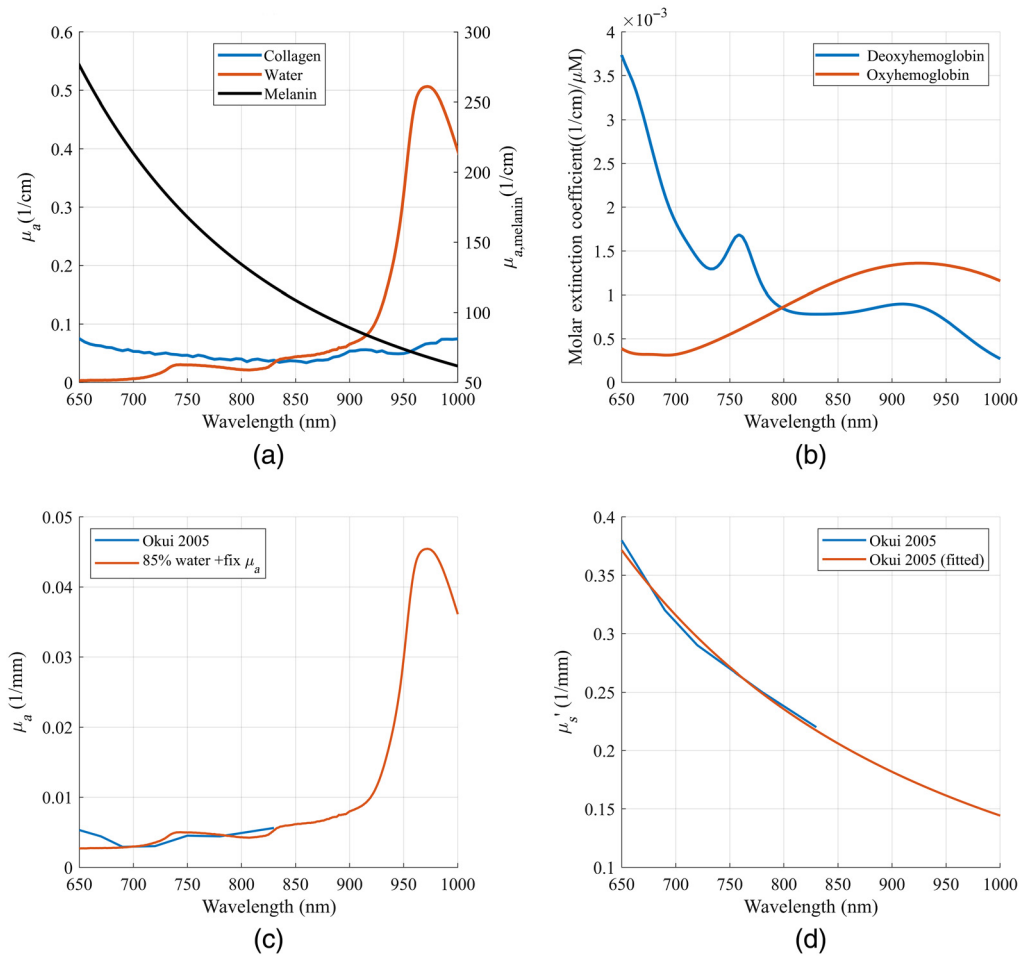 0.6
0.5
0.4
0.3
0.2
0.1
0
μa(1/cm)
300
250
200
150
100
50
μa,melanin(1/cm)
Collagen
Water
Melanin
650 700 750 800 850 900 950 1000
Wavelength (nm)
(a)
×10⁻³
4
3.5
3
2.5
2
1.5
1
0.5
0
Molar extinction coefficient((1/cm)/μM)
Deoxyhemoglobin
Oxyhemoglobin
650 700 750 800 850 900 950 1000
Wavelength (nm)
(b)
0.05
0.04
0.03
0.02
0.01
0
μa (1/mm)
Okui 2005
85% water +fix μa
650 700 750 800 850 900 950 1000
Wavelength (nm)
(c)
0.4
0.35
0.3
0.25
0.2
0.15
0.1
μs' (1/mm)
Okui 2005
Okui 2005 (fitted)
650 700 750 800 850 900 950 1000
Wavelength (nm)
(d)